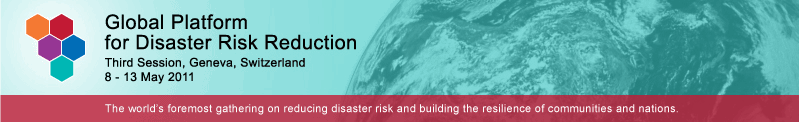 Global Platform
for Disaster Risk Reduction
Third Session, Geneva, Switzerland
8 - 13 May 2011
The world's foremost gathering on reducing disaster risk and building the resilience of communities and nations.